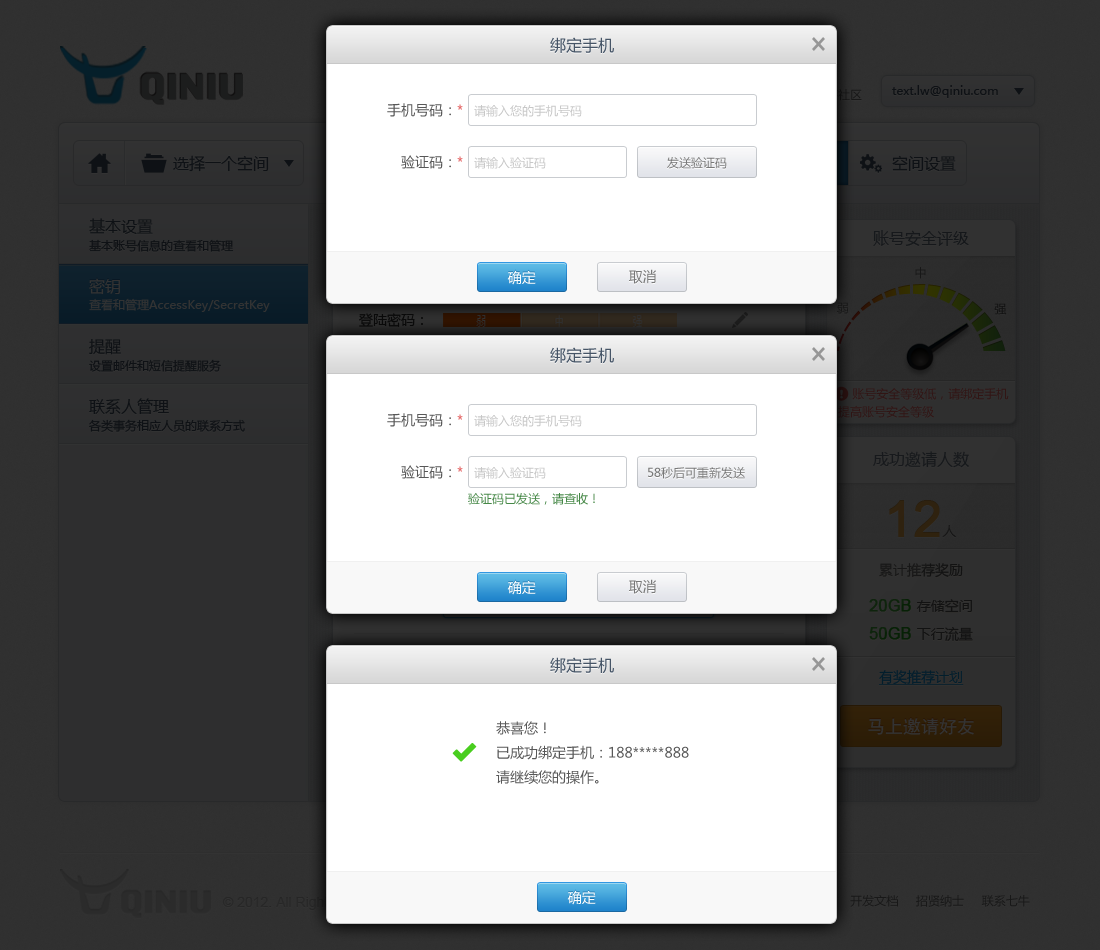 绑定手机
手机号码：* 请输入您的手机号码
验证码：* 请输入验证码 发送验证码
确定 取消
绑定手机
手机号码：* 请输入您的手机号码
验证码：* 请输入验证码 58秒后可重新发送
验证码已发送，请查收！
确定 取消
绑定手机
恭喜您！
已成功绑定手机：188*****888
请继续您的操作。
确定
QINIU
社区 text.lw@qiniu.com
选择一个空间
空间设置
基本设置
基本账号信息的查看和管理
密钥
查看和管理AccessKey/SecretKey
提醒
设置邮件和短信提醒服务
联系人管理
各类事务相应人员的联系方式
登陆密码： 弱
账号安全评级
中
弱 强
账号安全等级低，请绑定手机
高账号安全等级
成功邀请人数
12人
累计推荐奖励
20GB 存储空间
50GB 下行流量
有奖推荐计划
马上邀请好友
QINIU © 2012. All Rig
开发文档 招贤纳士 联系七牛